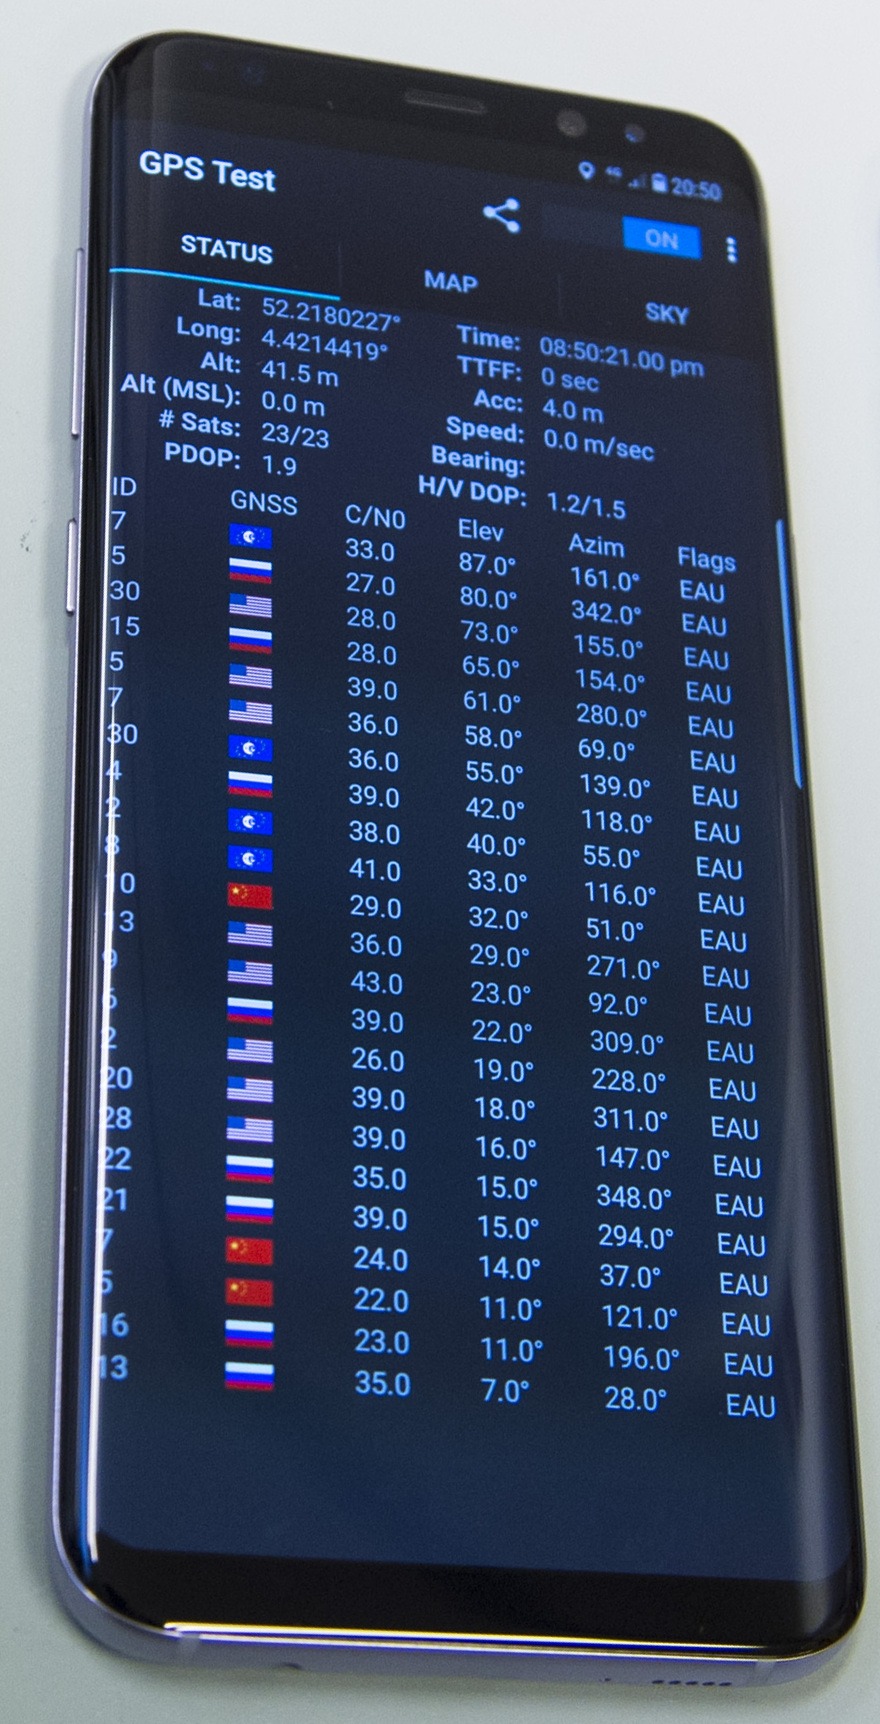 4G 20:50
GPS Test
ON
STATUS MAP SKY
Lat: 52.2180227° Time: 08:50:21.00 pm
Long: 4.4214419° TTFF: 0 sec
Alt: 41.5 m Acc: 4.0 m
Alt (MSL): 0.0 m Speed: 0.0 m/sec
# Sats: 23/23 Bearing:
PDOP: 1.9 H/V DOP: 1.2/1.5
ID GNSS C/N0 Elev Azim Flags
7 33.0 87.0° 161.0° EAU
5 27.0 80.0° 342.0° EAU
30 28.0 73.0° 155.0° EAU
15 28.0 65.0° 154.0° EAU
5 39.0 61.0° 280.0° EAU
7 36.0 58.0° 69.0° EAU
30 36.0 55.0° 139.0° EAU
4 39.0 42.0° 118.0° EAU
2 38.0 40.0° 55.0° EAU
8 41.0 33.0° 116.0° EAU
10 29.0 32.0° 51.0° EAU
13 36.0 29.0° 271.0° EAU
9 43.0 23.0° 92.0° EAU
6 39.0 22.0° 309.0° EAU
2 26.0 19.0° 228.0° EAU
20 39.0 18.0° 311.0° EAU
28 39.0 16.0° 147.0° EAU
22 35.0 15.0° 348.0° EAU
21 39.0 15.0° 294.0° EAU
7 24.0 14.0° 37.0° EAU
5 22.0 11.0° 121.0° EAU
16 23.0 11.0° 196.0° EAU
13 35.0 7.0° 28.0° EAU